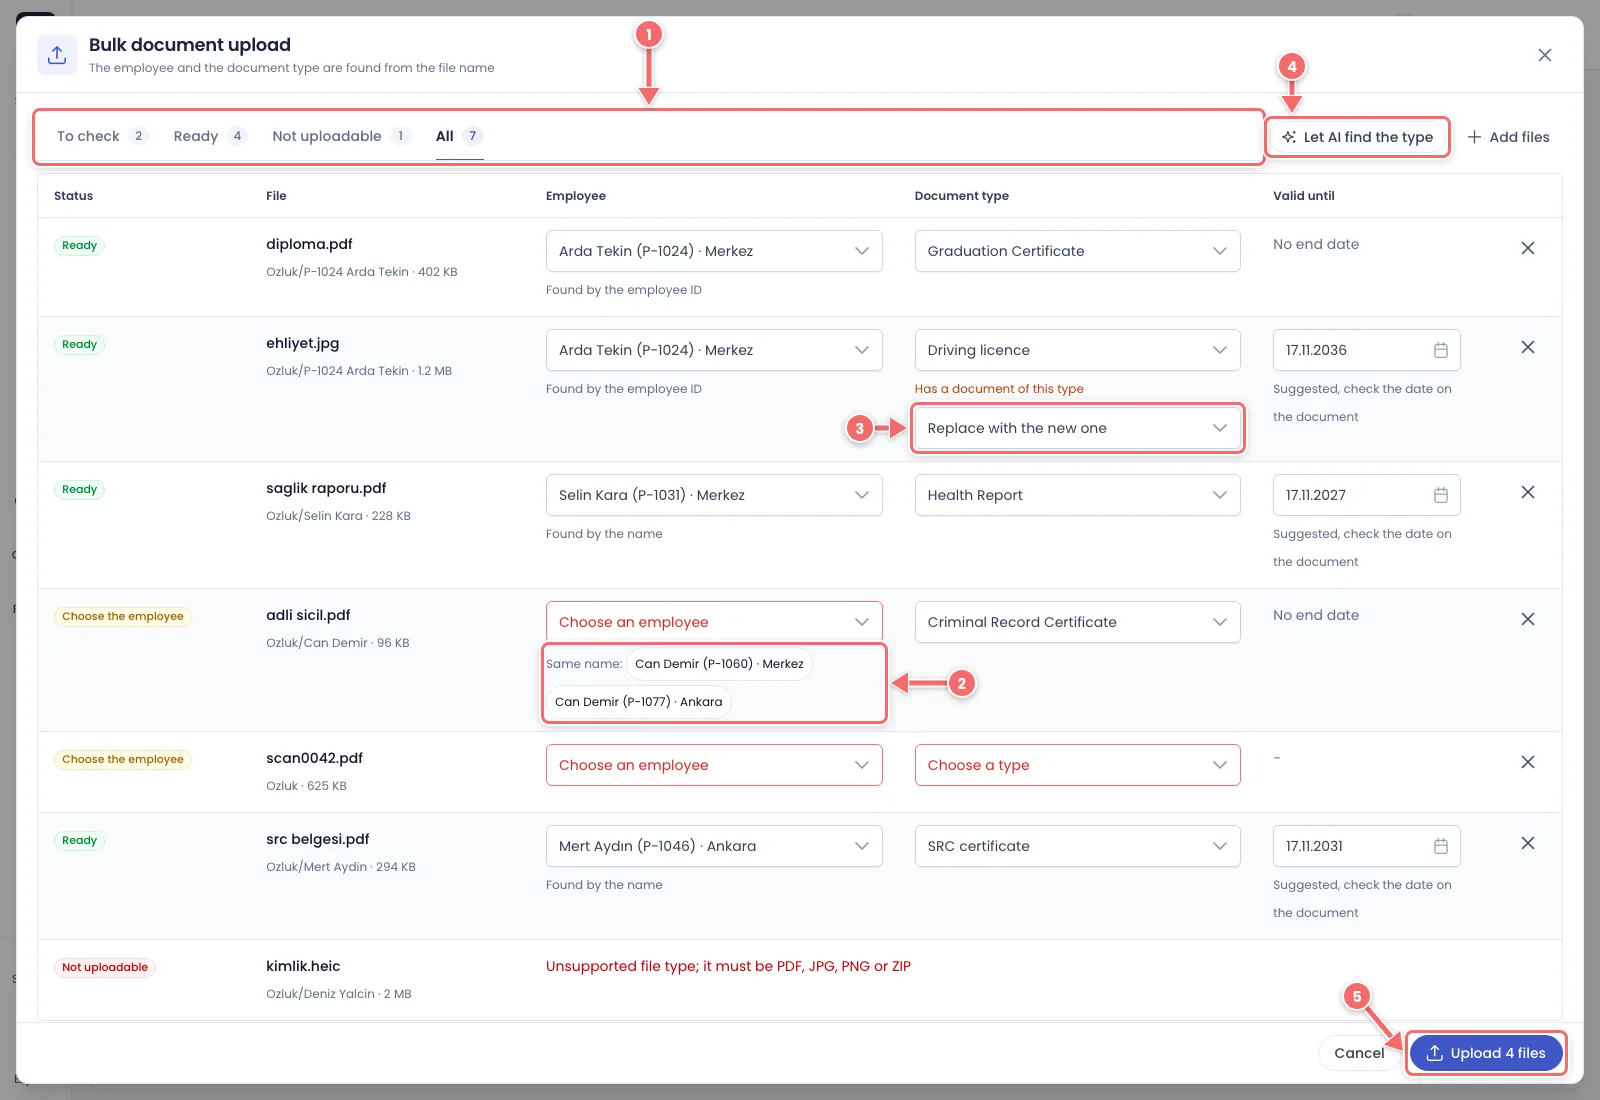 1
Bulk document upload
The employee and the document type are found from the file name
4
To check 2 Ready 4 Not uploadable 1 All 7
Let AI find the type
Add files
Status File Employee Document type Valid until
Ready diploma.pdf Arda Tekin (P-1024) · Merkez Graduation Certificate No end date
Ozluk/P-1024 Arda Tekin · 402 KB
Found by the employee ID
Ready ehliyet.jpg Arda Tekin (P-1024) · Merkez Driving licence 17.11.2036
Ozluk/P-1024 Arda Tekin · 1.2 MB
Found by the employee ID Has a document of this type Suggested, check the date on
the document
3 Replace with the new one
Ready saglik raporu.pdf Selin Kara (P-1031) · Merkez Health Report 17.11.2027
Ozluk/Selin Kara · 228 KB
Found by the name Suggested, check the date on
the document
Choose the employee adli sicil.pdf Choose an employee Criminal Record Certificate No end date
Ozluk/Can Demir · 96 KB
Same name: Can Demir (P-1060) · Merkez
2
Can Demir (P-1077) · Ankara
Choose the employee scan0042.pdf Choose an employee Choose a type -
Ozluk · 625 KB
Ready src belgesi.pdf Mert Aydın (P-1046) · Ankara SRC certificate 17.11.2031
Ozluk/Mert Aydin · 294 KB
Found by the name Suggested, check the date on
the document
Not uploadable kimlik.heic Unsupported file type; it must be PDF, JPG, PNG or ZIP
Ozluk/Deniz Yalcin · 2 MB
5
Cancel Upload 4 files